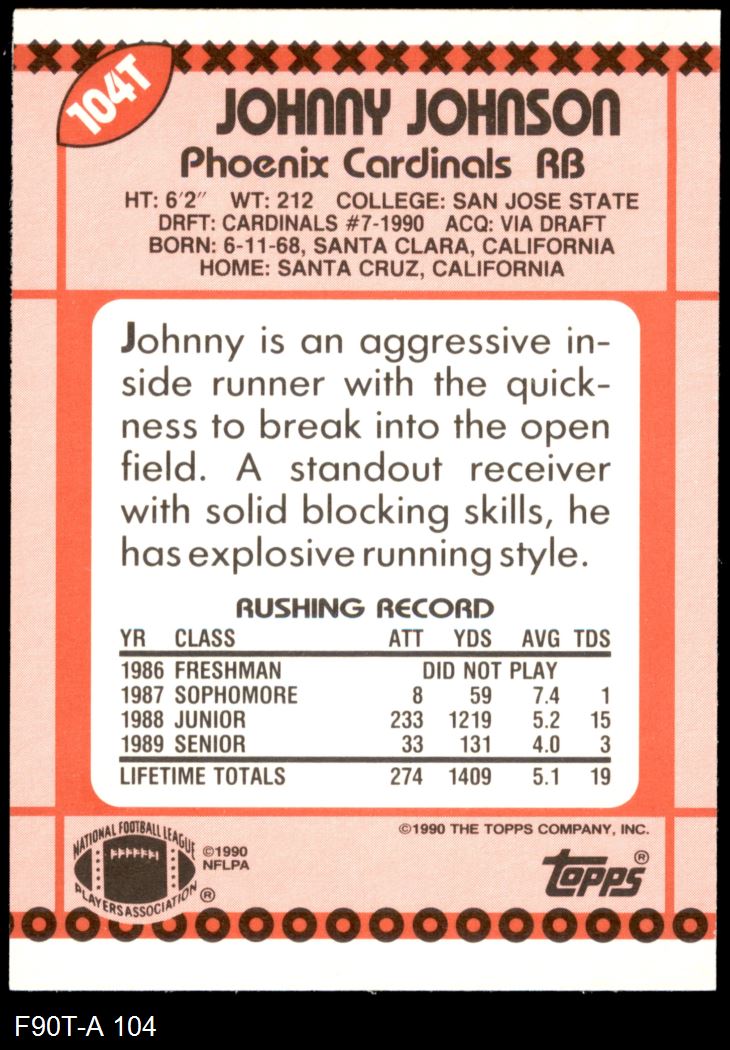 104T
JOHNNY JOHNSON
Phoenix Cardinals RB
HT: 6'2" WT: 212 COLLEGE: SAN JOSE STATE
DRFT: CARDINALS #7-1990 ACQ: VIA DRAFT
BORN: 6-11-68, SANTA CLARA, CALIFORNIA
HOME: SANTA CRUZ, CALIFORNIA
Johnny is an aggressive in-
side runner with the quick-
ness to break into the open
field. A standout receiver
with solid blocking skills, he
has explosive running style.
RUSHING RECORD
YR CLASS ATT YDS AVG TDS
1986 FRESHMAN DID NOT PLAY
1987 SOPHOMORE 8 59 7.4 1
1988 JUNIOR 233 1219 5.2 15
1989 SENIOR 33 131 4.0 3
LIFETIME TOTALS 274 1409 5.1 19
©1990 THE TOPPS COMPANY, INC.
NATIONAL FOOTBALL LEAGUE
PLAYERS ASSOCIATION ®
©1990
NFLPA
topps®
F90T-A 104